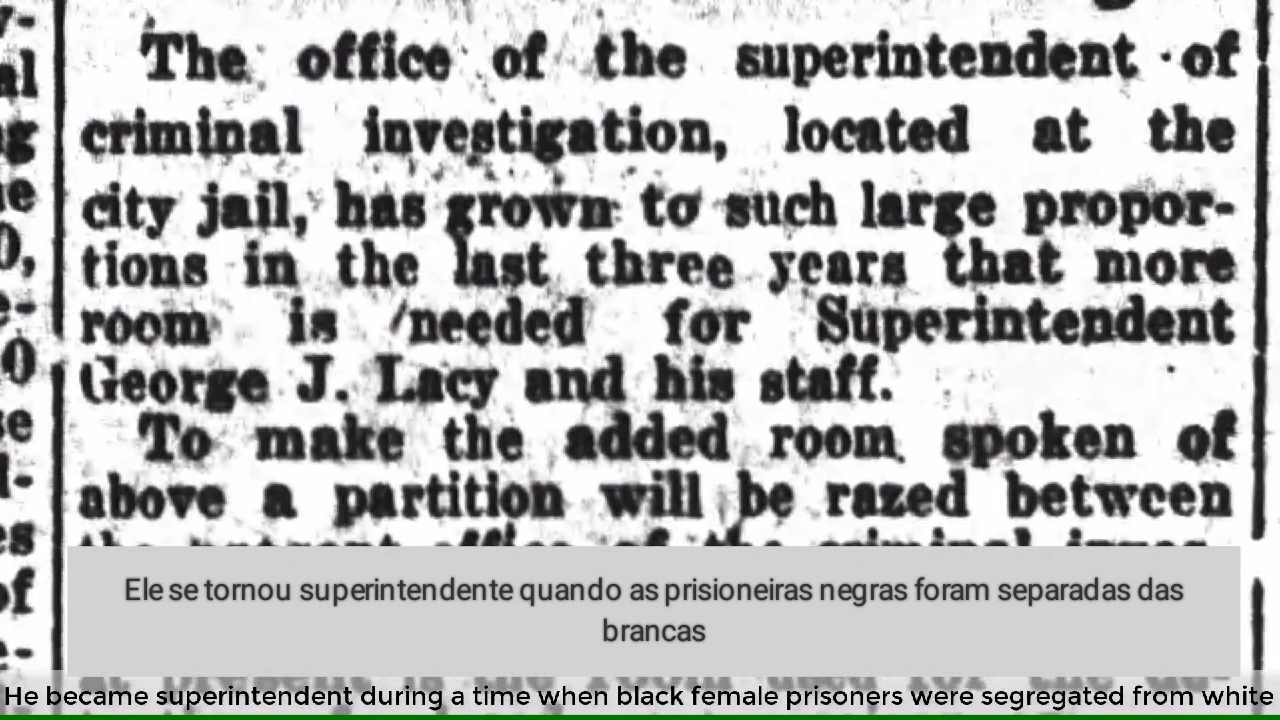 The office of the superintendent of
criminal investigation, located at the
city jail, has grown to such large propor-
tions in the last three years that more
room is needed for Superintendent
George J. Lacy and his staff.
To make the added room spoken of
above a partition will be razed between
Ele se tornou superintendente quando as prisioneiras negras foram separadas das
brancas
He became superintendent during a time when black female prisoners were segregated from white